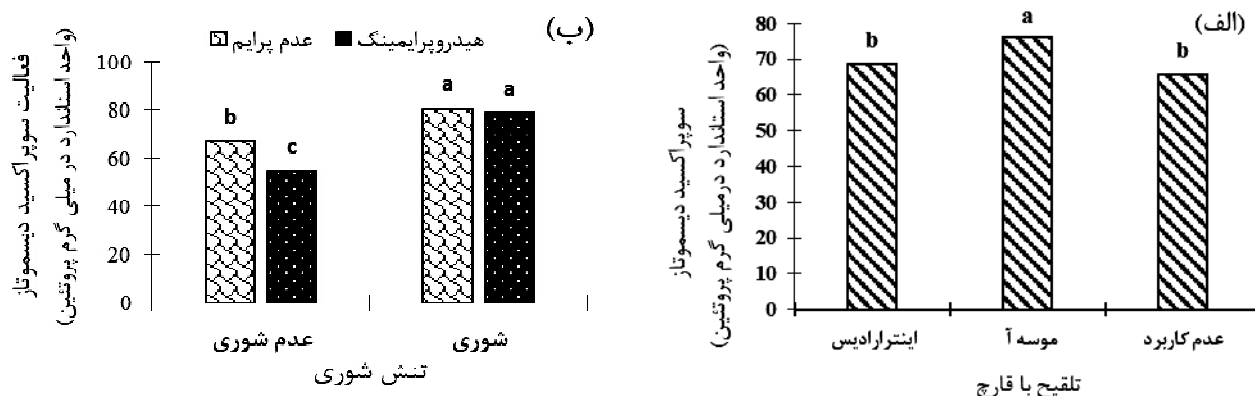 (الف)
سوپراکسید دیسموتاز
(واحد استاندارد درمیلی گرم پروتئین)
80
70
60
50
40
30
20
10
0
b
a
b
اینترارادیس
موسه آ
عدم کاربرد
تلقیح با قارچ
(ب)
عدم پرایم
هیدروپرایمینگ
فعالیت سوپراکسید دیسموتاز
(واحد استاندارد در میلی گرم پروتئین)
100
80
60
40
20
0
b
c
a
a
عدم شوری
شوری
تنش شوری